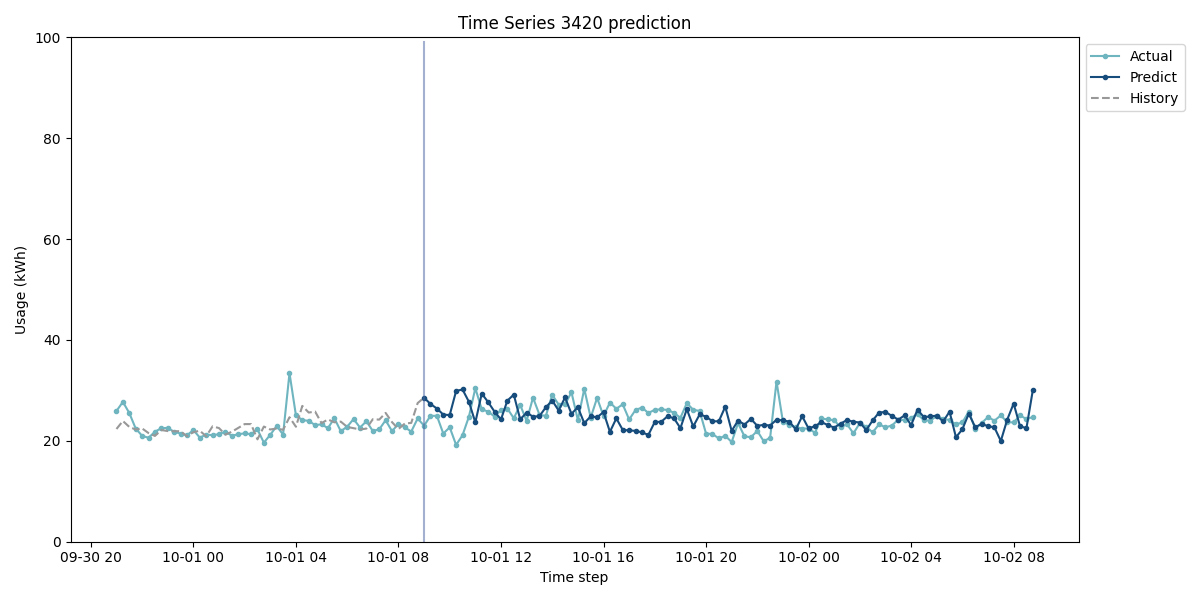 Time Series 3420 prediction
100
80
60
40
20
0
Usage (kWh)
09-30 20
10-01 00
10-01 04
10-01 08
10-01 12
10-01 16
10-01 20
10-02 00
10-02 04
10-02 08
Time step
Actual
Predict
History